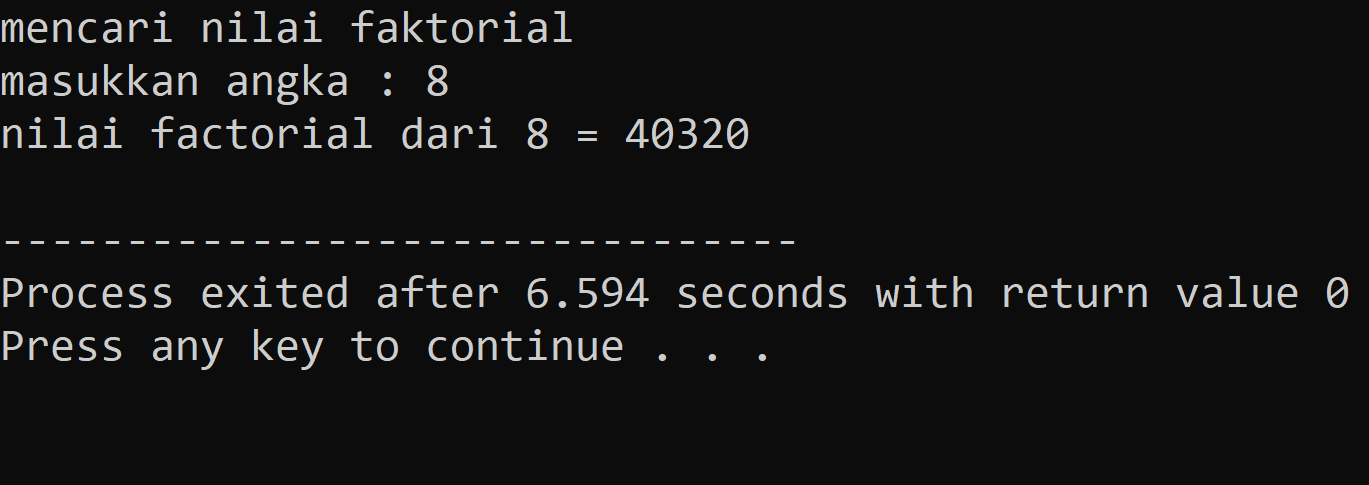 mencari nilai faktorial
masukkan angka : 8
nilai factorial dari 8 = 40320
--------------------------------
Process exited after 6.594 seconds with return value 0
Press any key to continue . . .